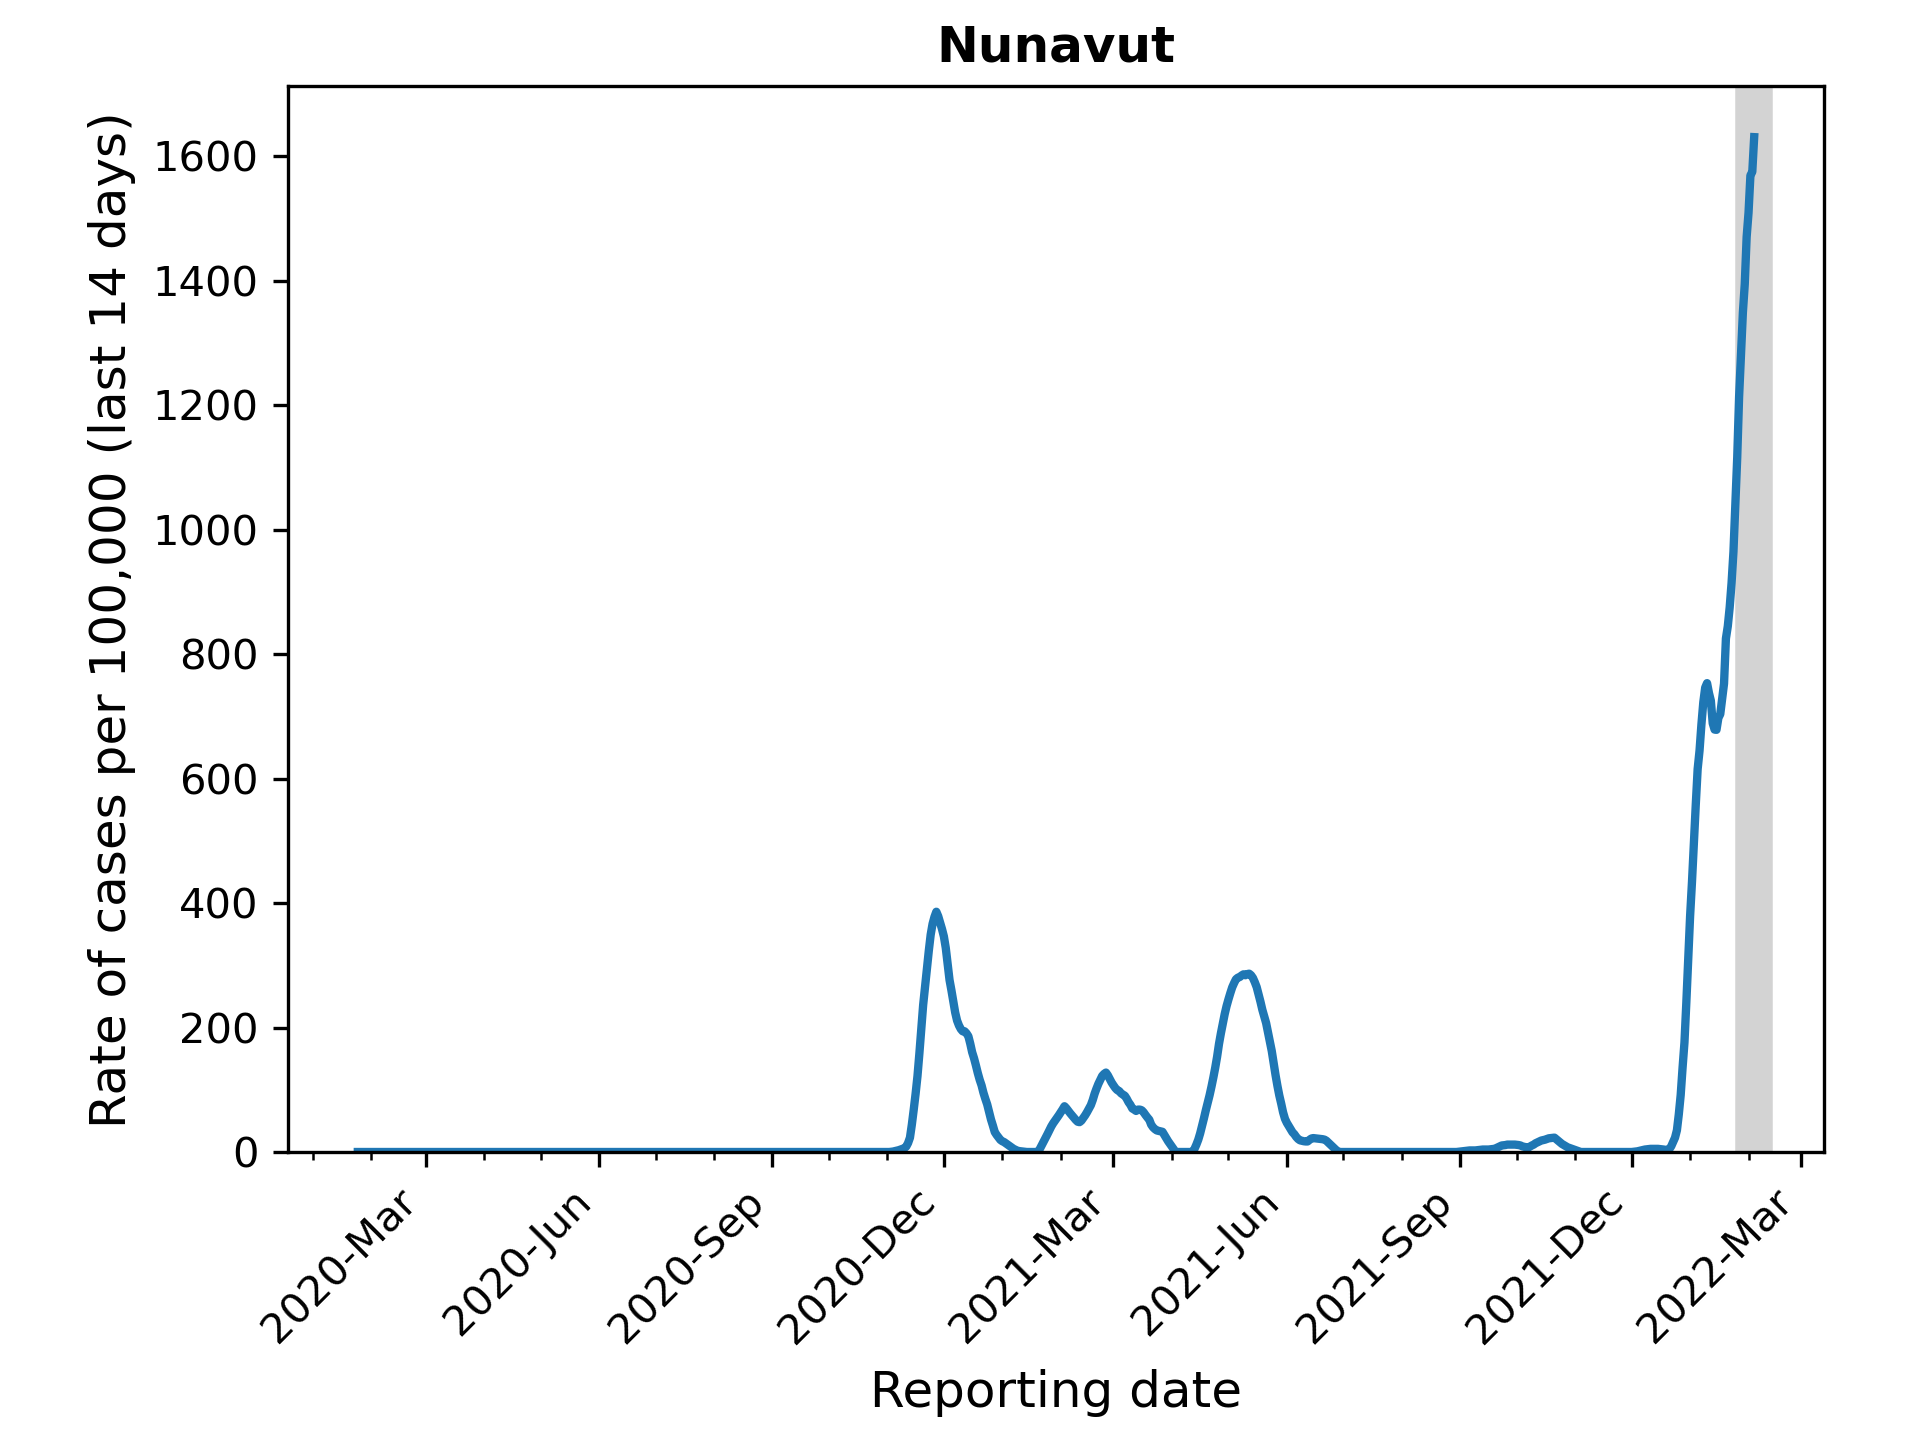 Nunavut
Rate of cases per 100,000 (last 14 days)
1600
1400
1200
1000
800
600
400
200
0
2020-Mar
2020-Jun
2020-Sep
2020-Dec
2021-Mar
2021-Jun
2021-Sep
2021-Dec
2022-Mar
Reporting date